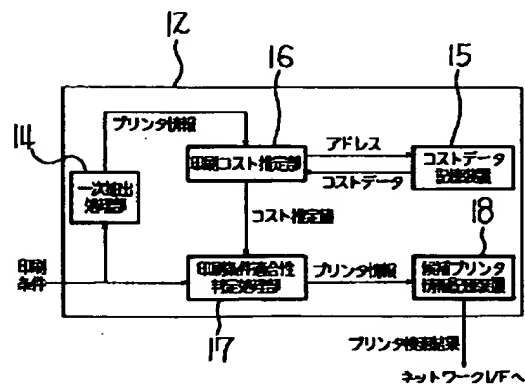 12
16
15
14
プリンタ情報
アドレス
印刷コスト推定部
コストデータ
記憶装置
コストデータ
一次抽出
処理部
コスト推定値
18
印刷
条件
印刷条件適合性
判定処理部
プリンタ情報
候補プリンタ
情報記憶装置
17
プリンタ検索結果
ネットワークI/Fへ